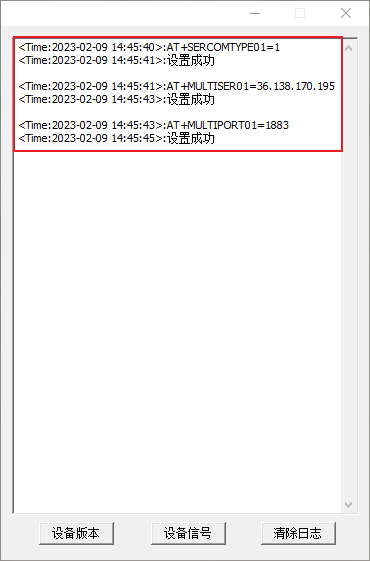 <Time:2023-02-09 14:45:40>:AT+SERCOMTYPE01=1
<Time:2023-02-09 14:45:41>:设置成功
<Time:2023-02-09 14:45:41>:AT+MULTISER01=36.138.170.195
<Time:2023-02-09 14:45:43>:设置成功
<Time:2023-02-09 14:45:43>:AT+MULTIPORT01=1883
<Time:2023-02-09 14:45:45>:设置成功
设备版本 设备信号 清除日志